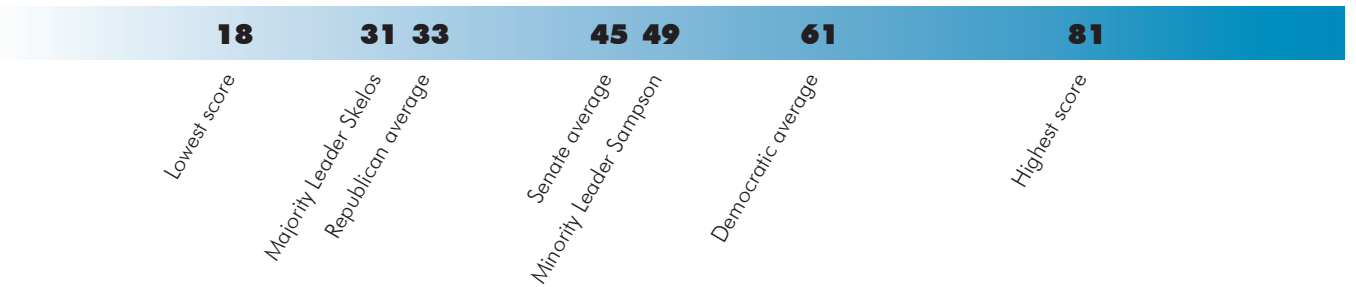 18 31 33 45 49 61 81
Lowest score
Majority Leader Skelos
Republican average
Senate average
Minority Leader Sampson
Democratic average
Highest score